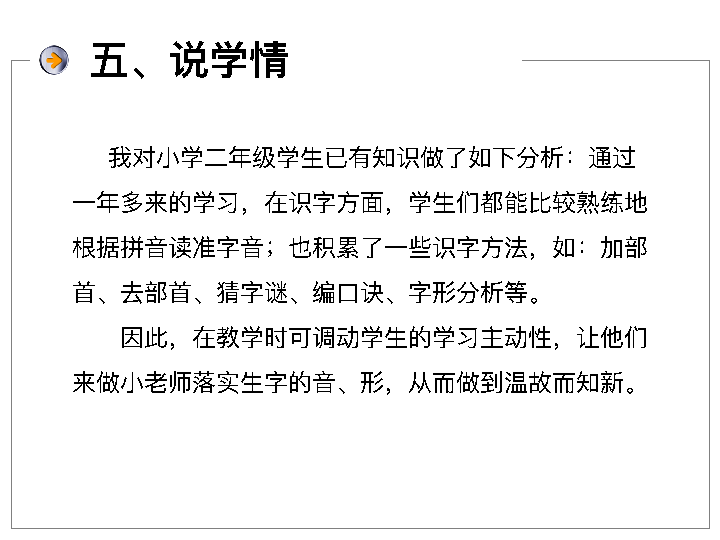 五、说学情
我对小学二年级学生已有知识做了如下分析：通过
一年多来的学习，在识字方面，学生们都能比较熟练地
根据拼音读准字音；也积累了一些识字方法，如：加部
首、去部首、猜字谜、编口诀、字形分析等。
因此，在教学时可调动学生的学习主动性，让他们
来做小老师落实生字的音、形，从而做到温故而知新。